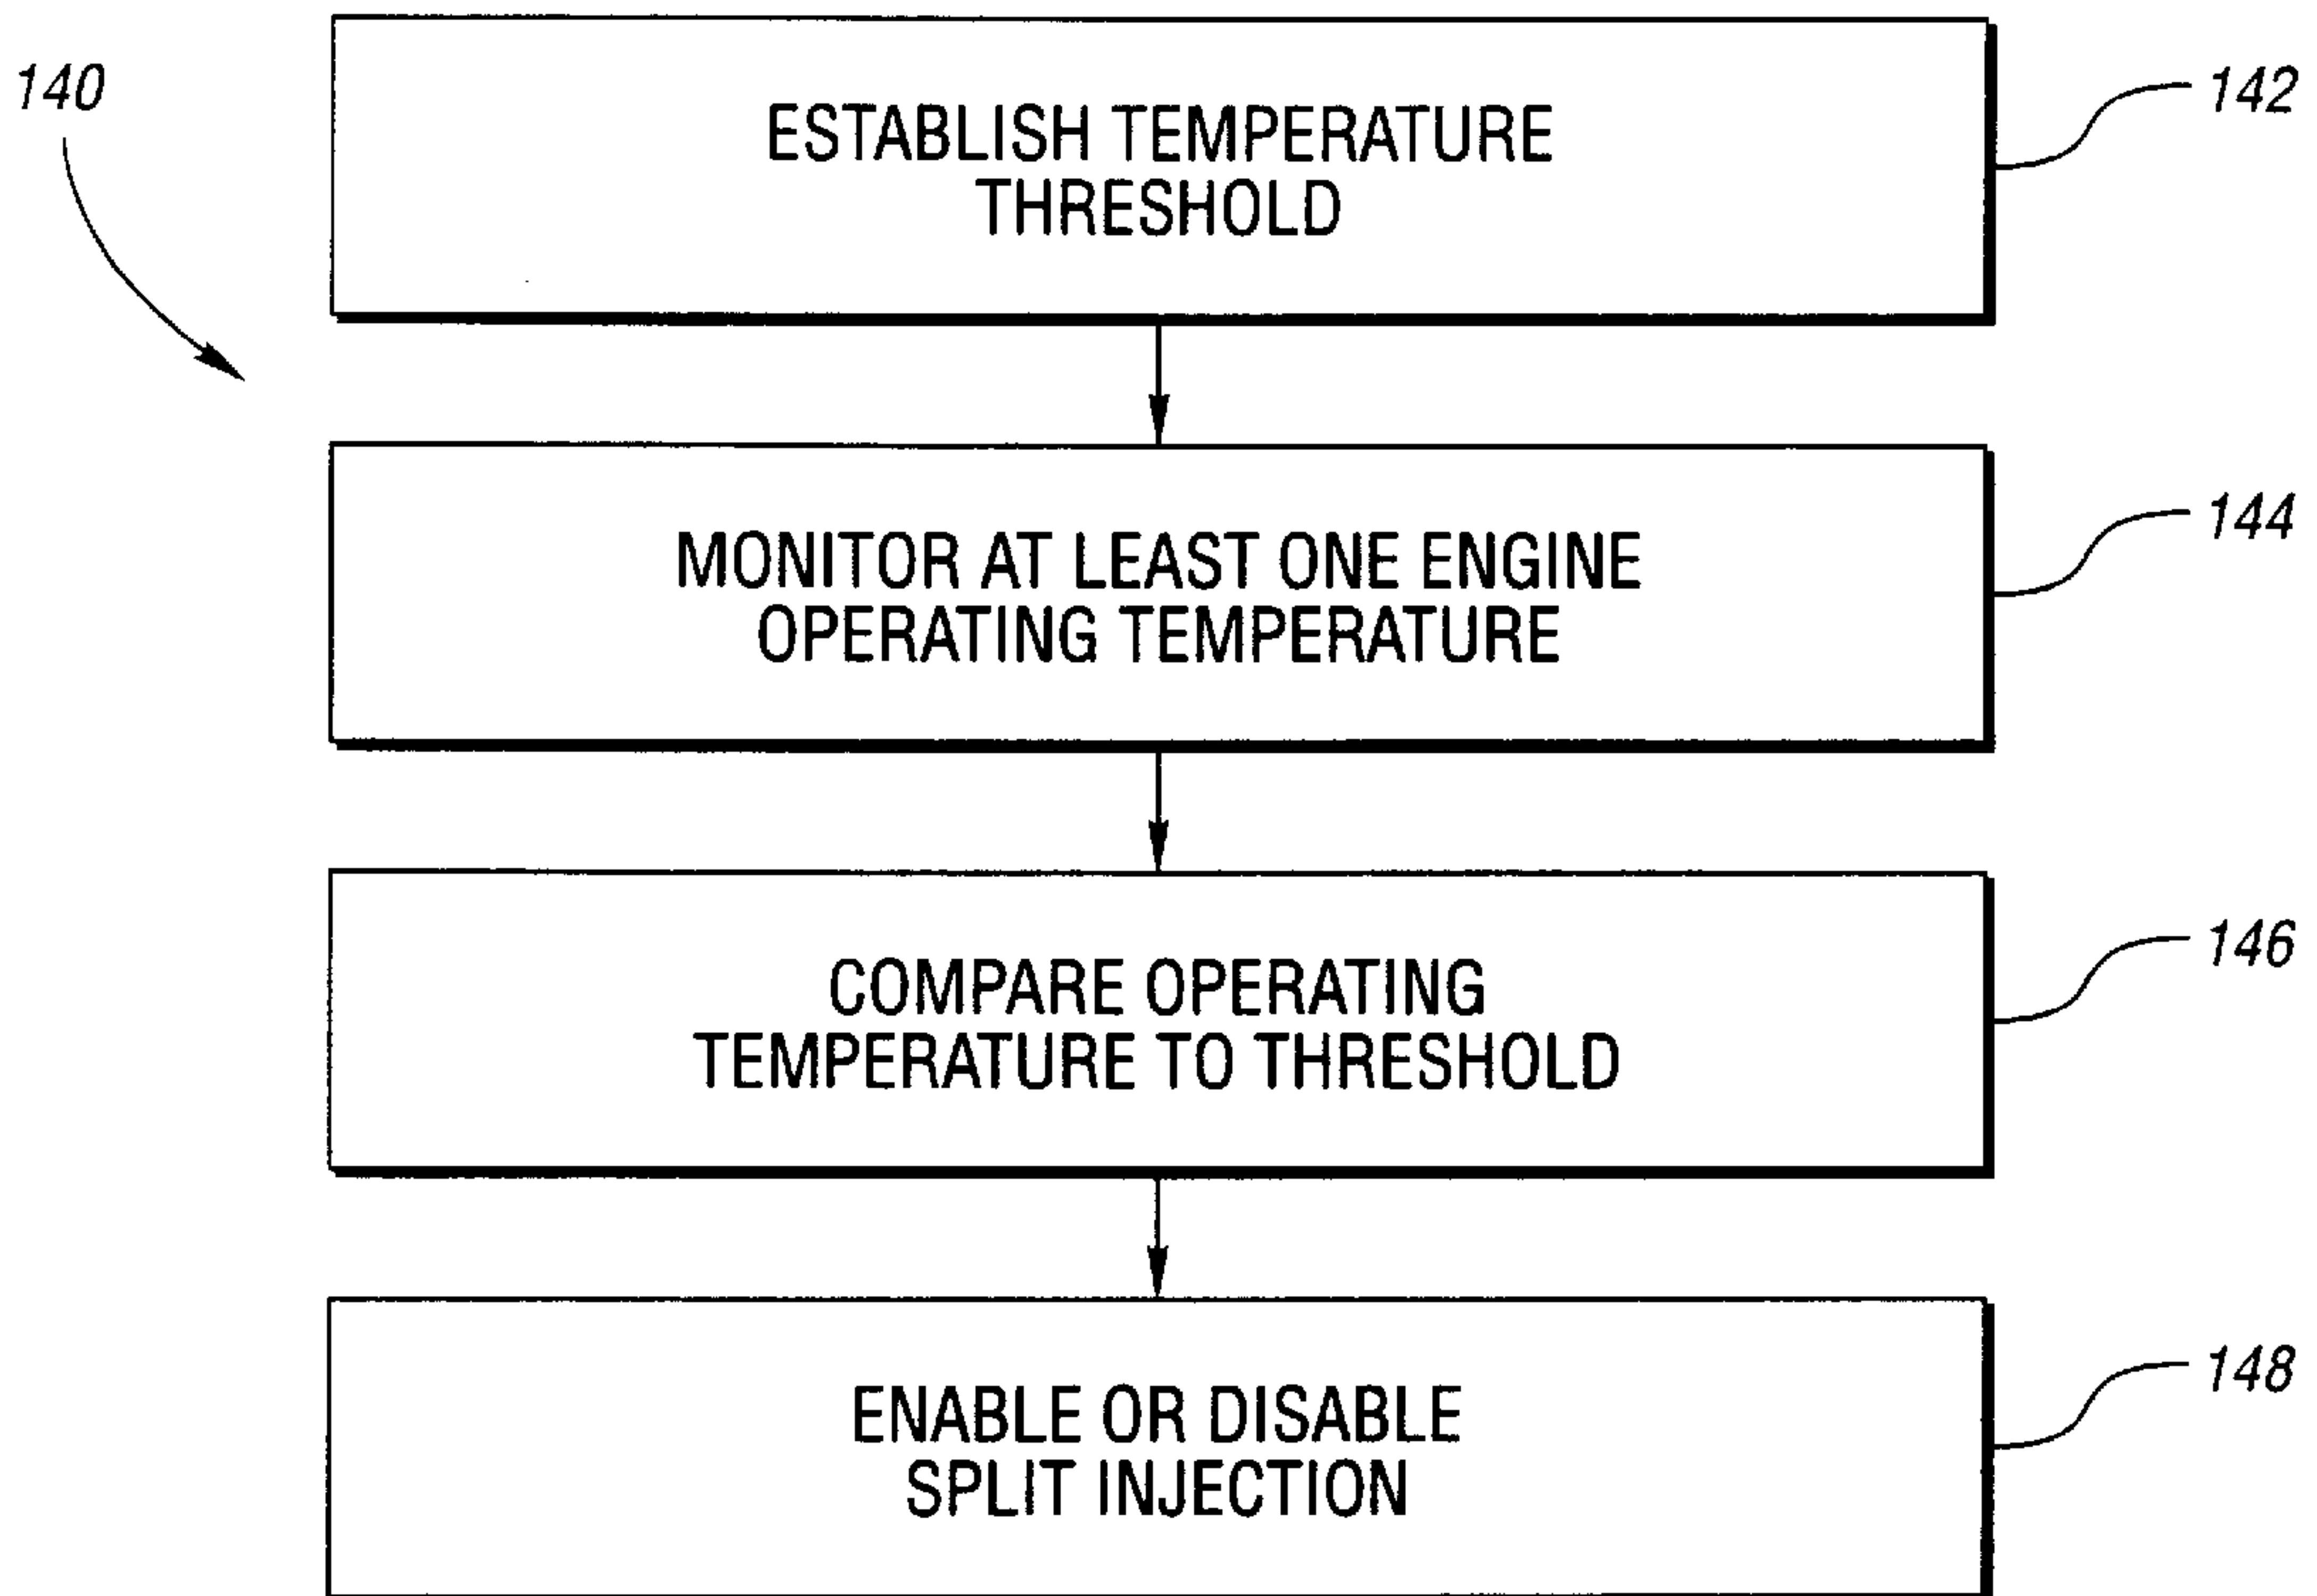 140
ESTABLISH TEMPERATURE
THRESHOLD
142
MONITOR AT LEAST ONE ENGINE
OPERATING TEMPERATURE
144
COMPARE OPERATING
TEMPERATURE TO THRESHOLD
146
ENABLE OR DISABLE
SPLIT INJECTION
148